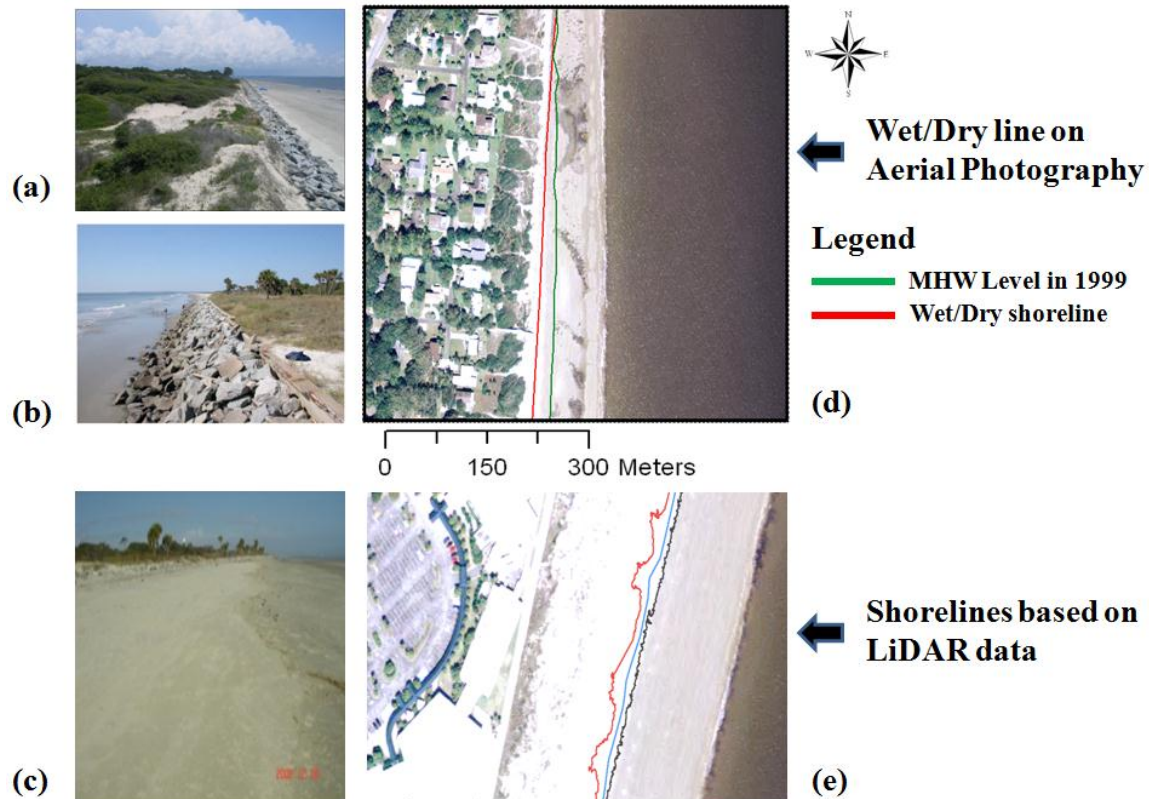 (a)
(b)
(c)
N
W
E
S
Wet/Dry line on
Aerial Photography
Legend
MHW Level in 1999
Wet/Dry shoreline
(d)
0 150 300 Meters
Shorelines based on
LiDAR data
(e)